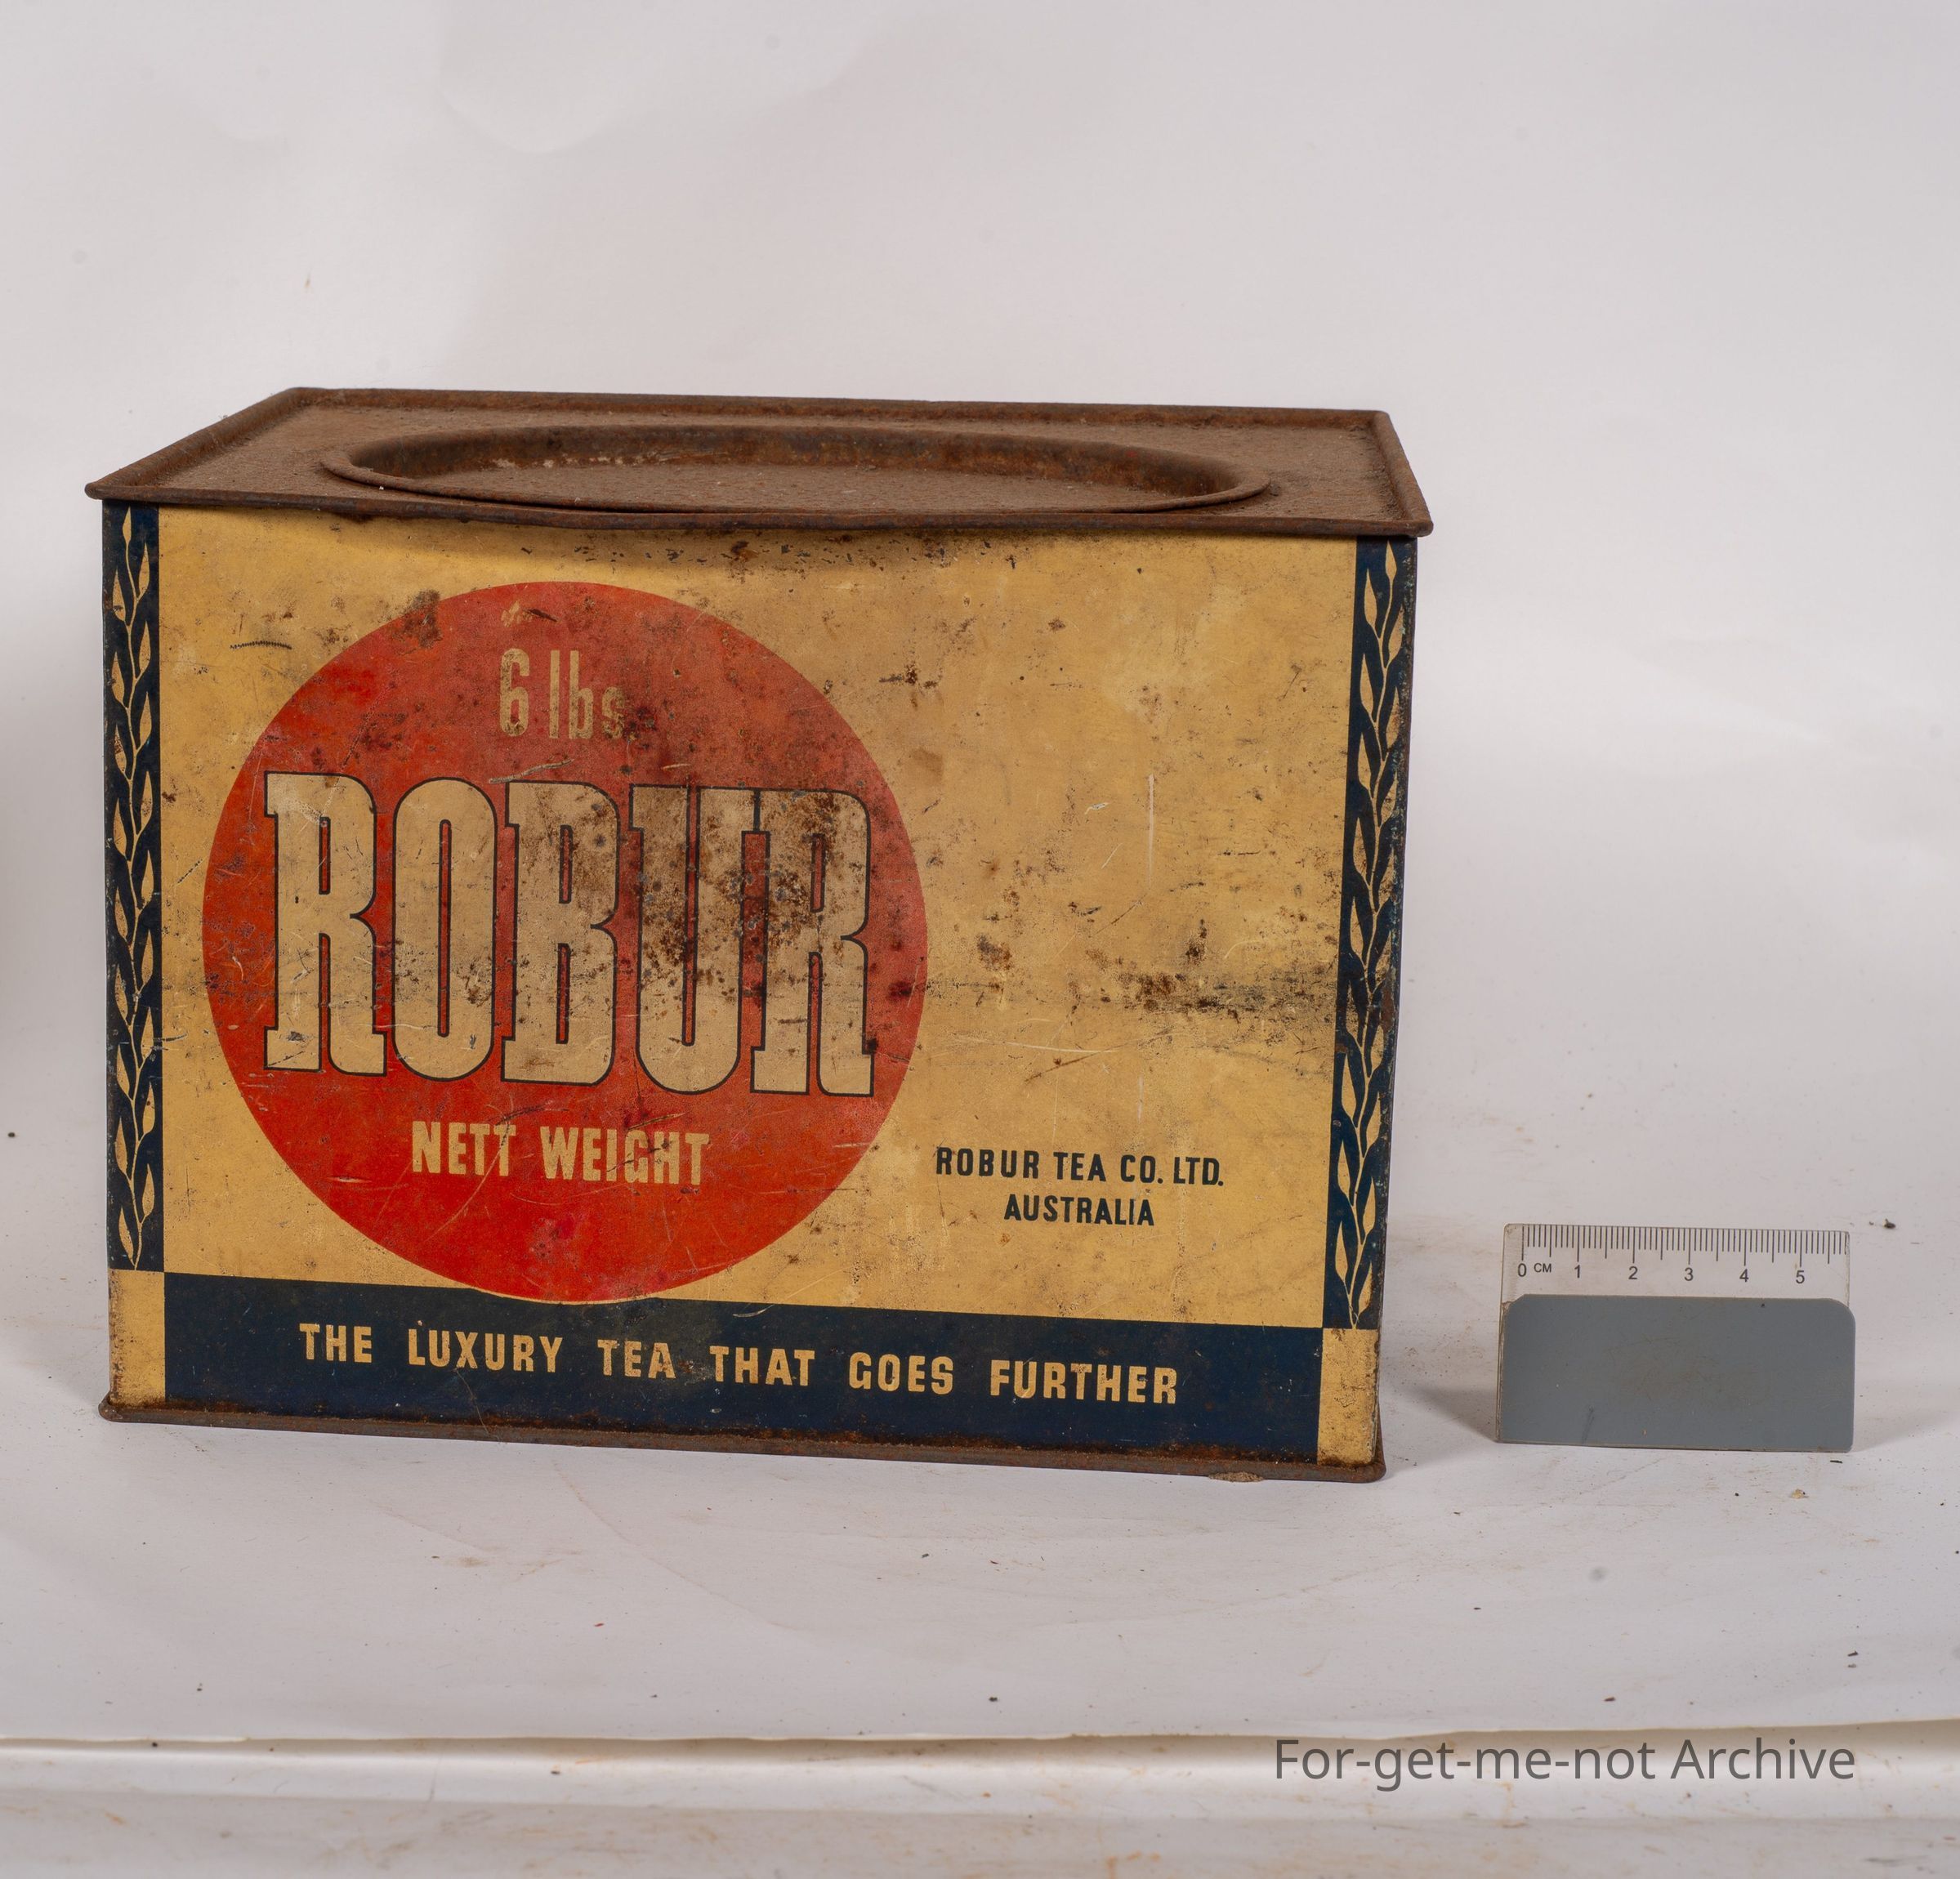 6 lbs.
ROBUR
NETT WEIGHT
ROBUR TEA CO. LTD.
AUSTRALIA
THE LUXURY TEA THAT GOES FURTHER
0 CM 1 2 3 4 5
For-get-me-not Archive